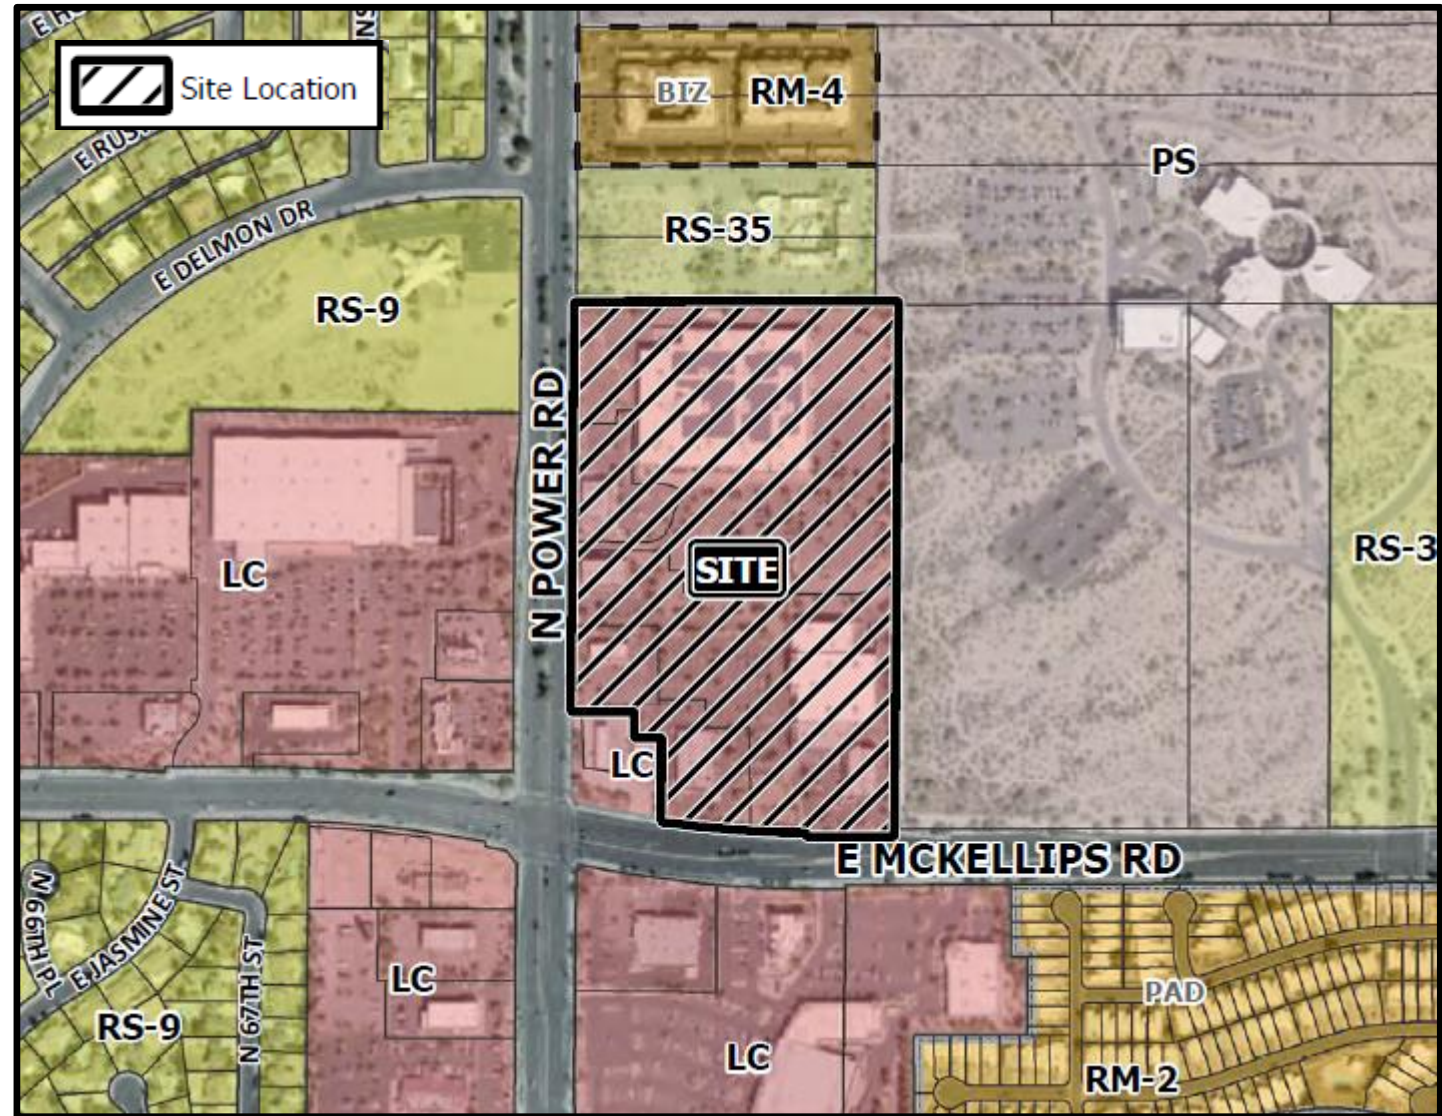 Site Location
E RUS
E DELMON DR
BIZ
RM-4
PS
RS-35
RS-9
N POWER RD
SITE
LC
RS-3
LC
E MCKELLIPS RD
N 66TH PL
E JASMINE ST
N 67TH ST
RS-9
LC
LC
PAD
RM-2